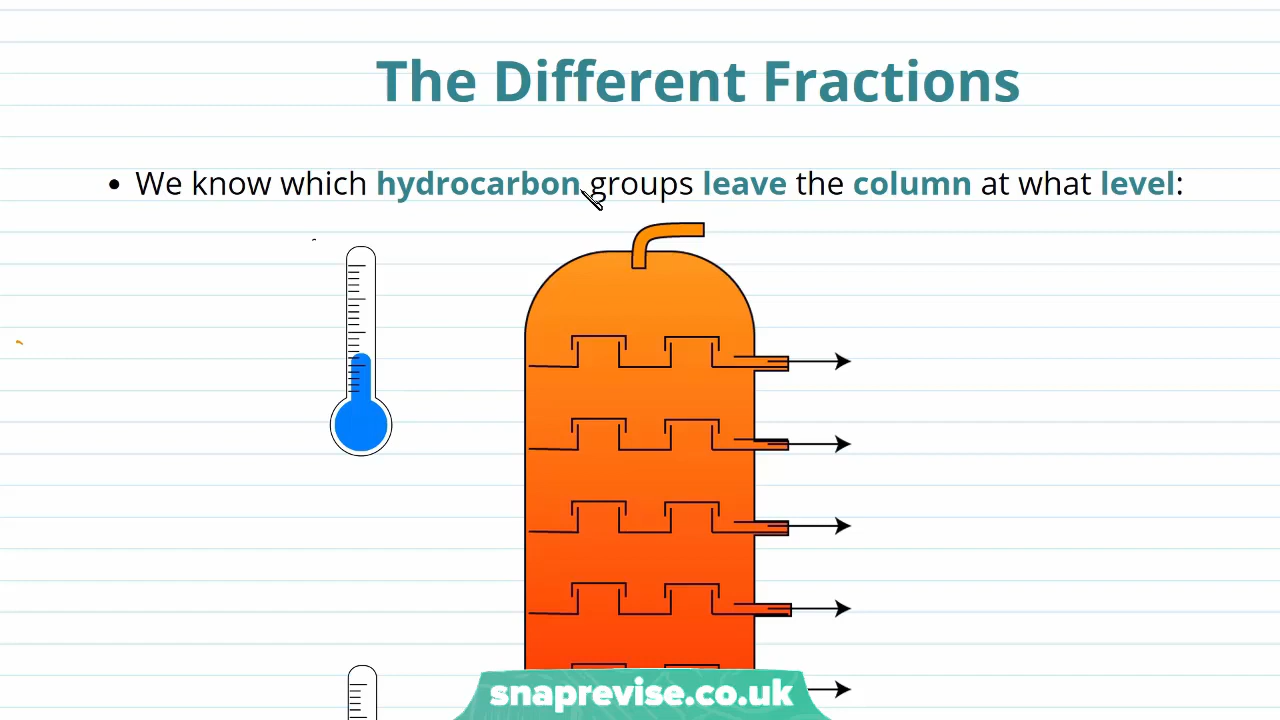 The Different Fractions
We know which hydrocarbon groups leave the column at what level:
snaprevise.co.uk